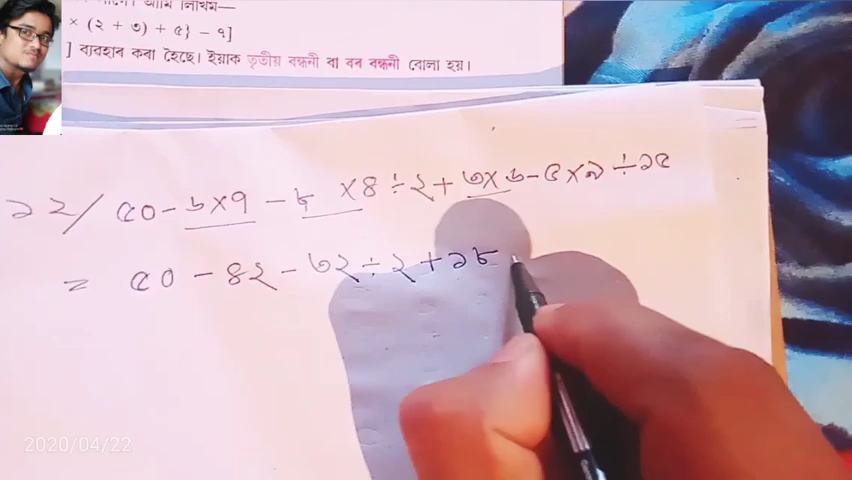 লিখিম—
× (২ + ৩) + ৫} – ৭]
] ব্যৱহাৰ কৰা হৈছে। ইয়াক তৃতীয় বন্ধনী বা বৰ বন্ধনী বোলা হয়।
১২/ ৫০-৬×৭ -৮ ×৪÷২+৩×৬-৫×৯÷১৫
= ৫০ - ৪২ - ৩২÷২+১৮
2020/04/22